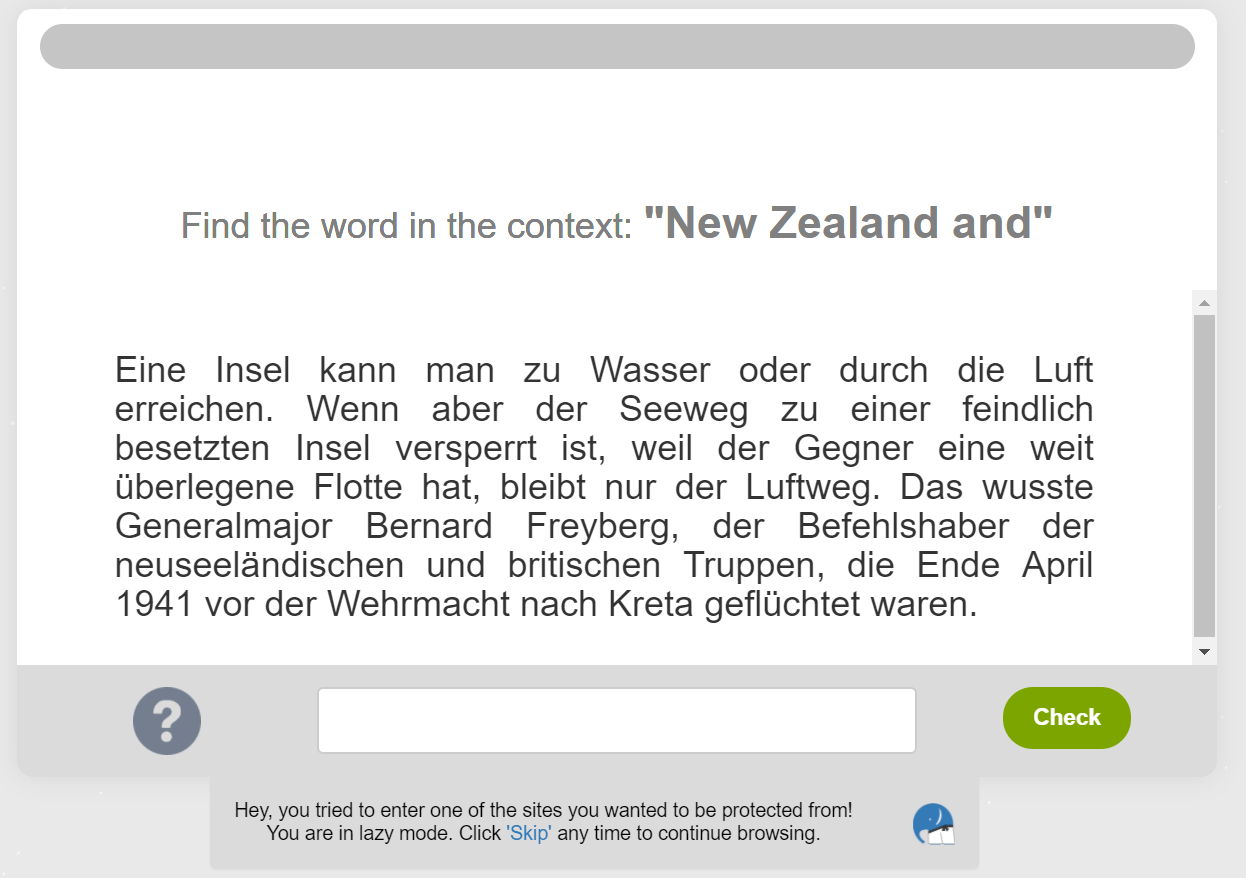 Find the word in the context: "New Zealand and"
Eine Insel kann man zu Wasser oder durch die Luft
erreichen. Wenn aber der Seeweg zu einer feindlich
besetzten Insel versperrt ist, weil der Gegner eine weit
überlegene Flotte hat, bleibt nur der Luftweg. Das wusste
Generalmajor Bernard Freyberg, der Befehlshaber der
neuseeländischen und britischen Truppen, die Ende April
1941 vor der Wehrmacht nach Kreta geflüchtet waren.
?
Check
Hey, you tried to enter one of the sites you wanted to be protected from!
You are in lazy mode. Click 'Skip' any time to continue browsing.